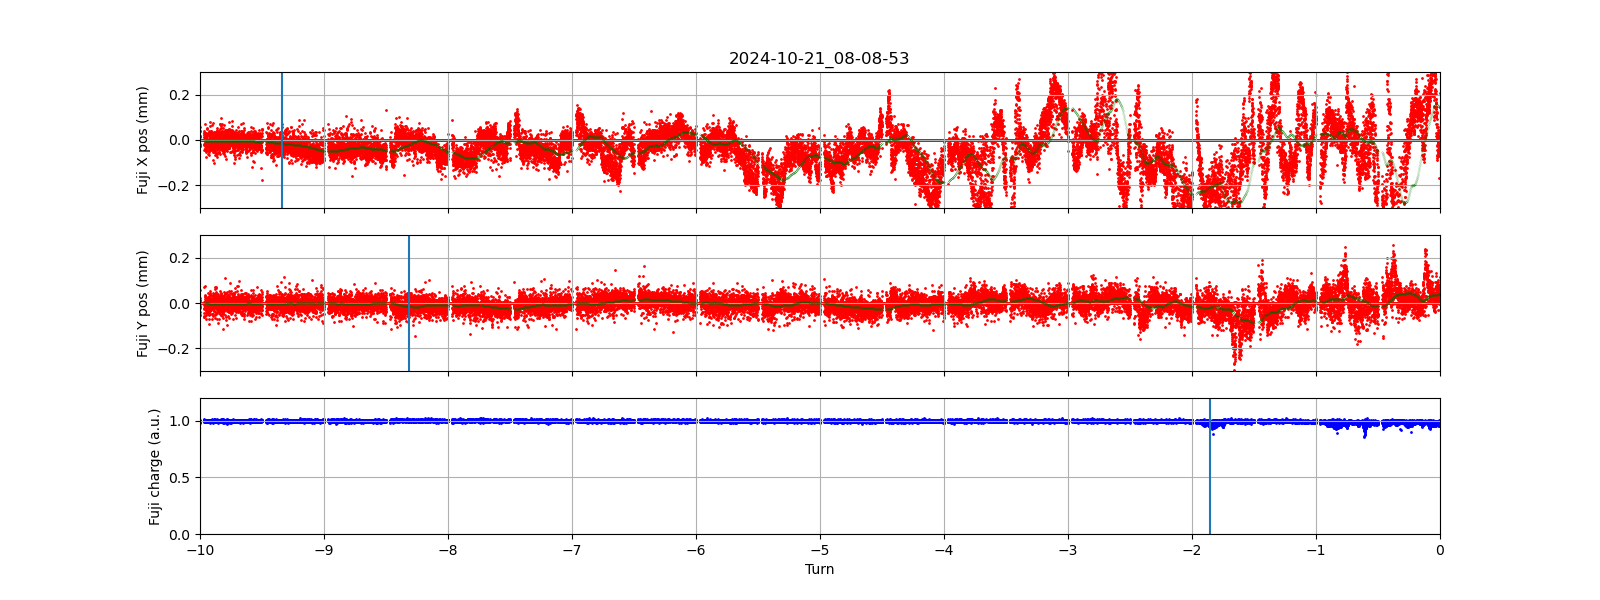 2024-10-21_08-08-53
Fuji X pos (mm)
0.2
0.0
−0.2
Fuji Y pos (mm)
0.2
0.0
−0.2
Fuji charge (a.u.)
1.0
0.5
0.0
−10 −9 −8 −7 −6 −5 −4 −3 −2 −1 0
Turn